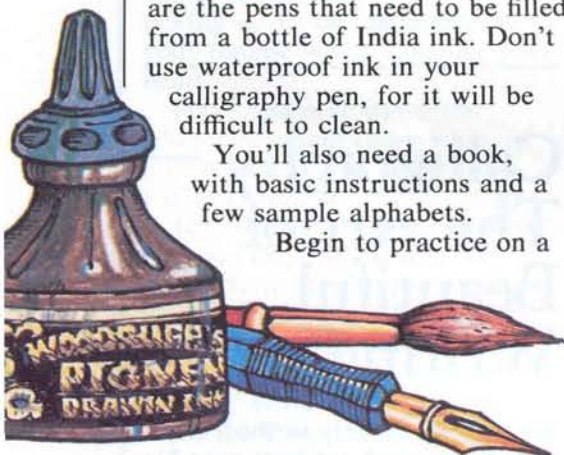 are the pens that need to be filled
from a bottle of India ink. Don't
use waterproof ink in your
calligraphy pen, for it will be
difficult to clean.
You'll also need a book,
with basic instructions and a
few sample alphabets.
Begin to practice on a
WOODRUFF'S
PIGMEN
DRAWIN INK